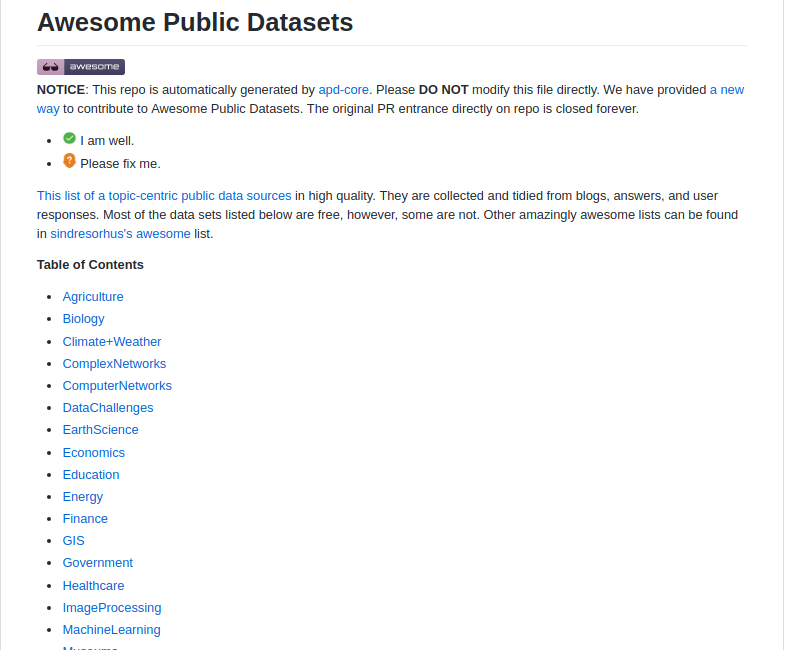 Awesome Public Datasets
awesome
NOTICE: This repo is automatically generated by apd-core. Please DO NOT modify this file directly. We have provided a new
way to contribute to Awesome Public Datasets. The original PR entrance directly on repo is closed forever.
I am well.
Please fix me.
This list of a topic-centric public data sources in high quality. They are collected and tidied from blogs, answers, and user
responses. Most of the data sets listed below are free, however, some are not. Other amazingly awesome lists can be found
in sindresorhus's awesome list.
Table of Contents
Agriculture
Biology
Climate+Weather
ComplexNetworks
ComputerNetworks
DataChallenges
EarthScience
Economics
Education
Energy
Finance
GIS
Government
Healthcare
ImageProcessing
MachineLearning